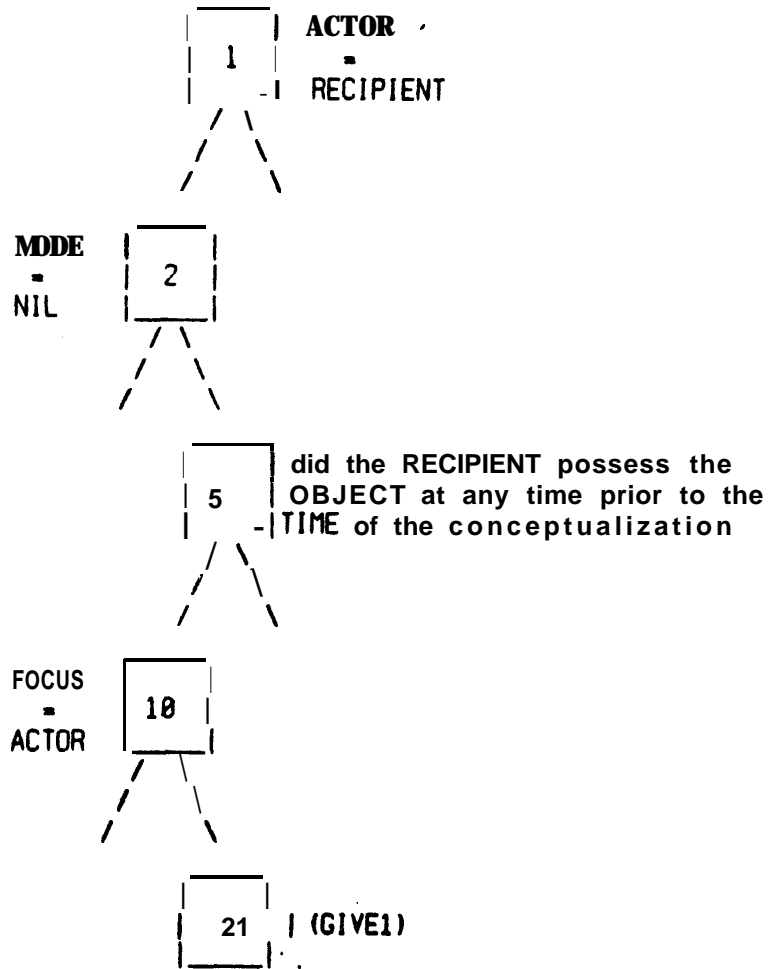 ACTOR
1
=
RECIPIENT
MODE
=
NIL
2
5
did the RECIPIENT possess the
OBJECT at any time prior to the
TIME of the conceptualization
FOCUS
=
ACTOR
10
21
(GIVE1)